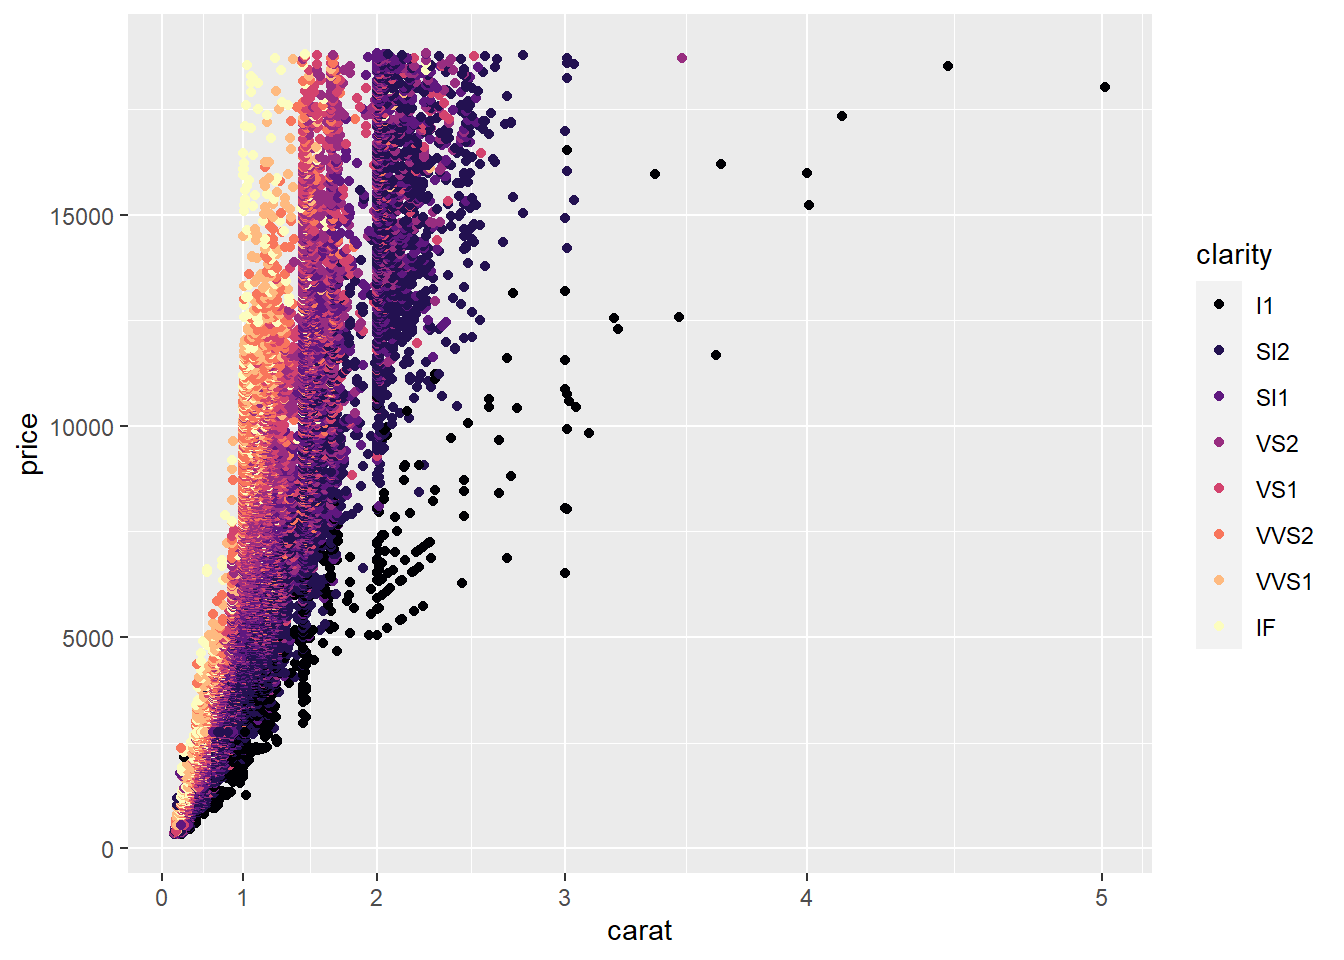 15000
10000
5000
0
price
0 1 2 3 4 5
carat
clarity
I1
SI2
SI1
VS2
VS1
VVS2
VVS1
IF